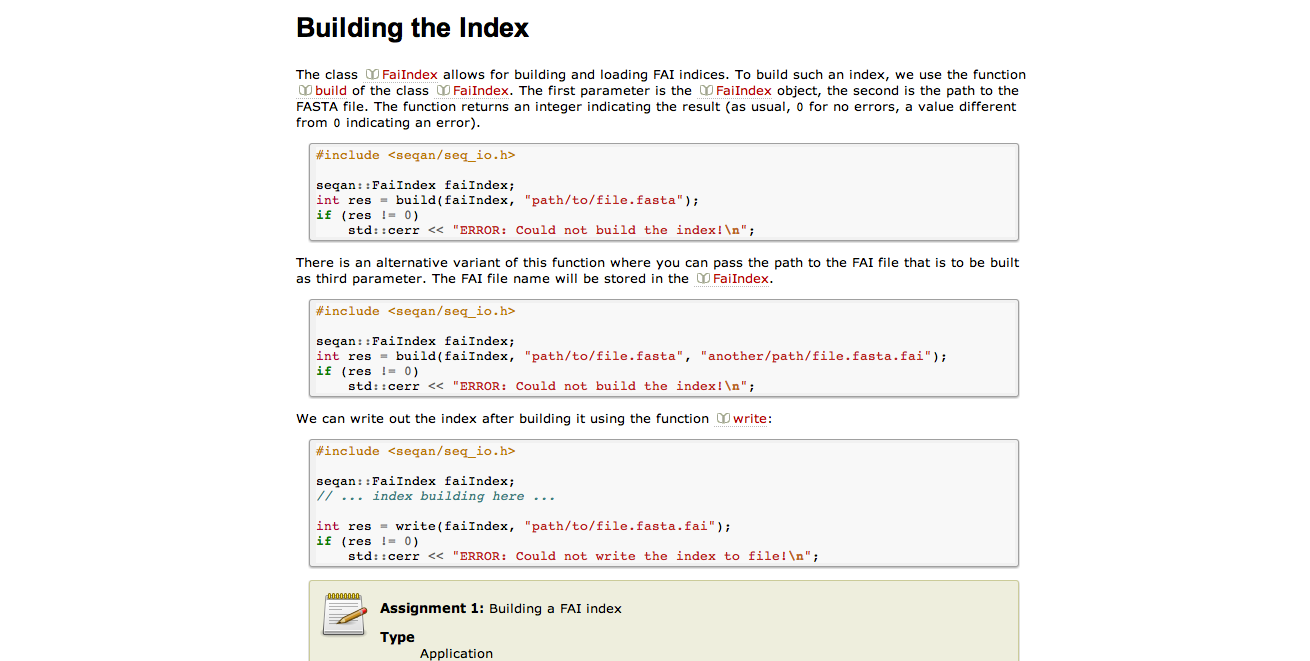 Building the Index
The class FaiIndex allows for building and loading FAI indices. To build such an index, we use the function
build of the class FaiIndex. The first parameter is the FaiIndex object, the second is the path to the
FASTA file. The function returns an integer indicating the result (as usual, 0 for no errors, a value different
from 0 indicating an error).
#include <seqan/seq_io.h>
seqan::FaiIndex faiIndex;
int res = build(faiIndex, "path/to/file.fasta");
if (res != 0)
    std::cerr << "ERROR: Could not build the index!\n";
There is an alternative variant of this function where you can pass the path to the FAI file that is to be built
as third parameter. The FAI file name will be stored in the FaiIndex.
#include <seqan/seq_io.h>
seqan::FaiIndex faiIndex;
int res = build(faiIndex, "path/to/file.fasta", "another/path/file.fasta.fai");
if (res != 0)
    std::cerr << "ERROR: Could not build the index!\n";
We can write out the index after building it using the function write:
#include <seqan/seq_io.h>
seqan::FaiIndex faiIndex;
// ... index building here ...
int res = write(faiIndex, "path/to/file.fasta.fai");
if (res != 0)
    std::cerr << "ERROR: Could not write the index to file!\n";
Assignment 1: Building a FAI index
Type
Application